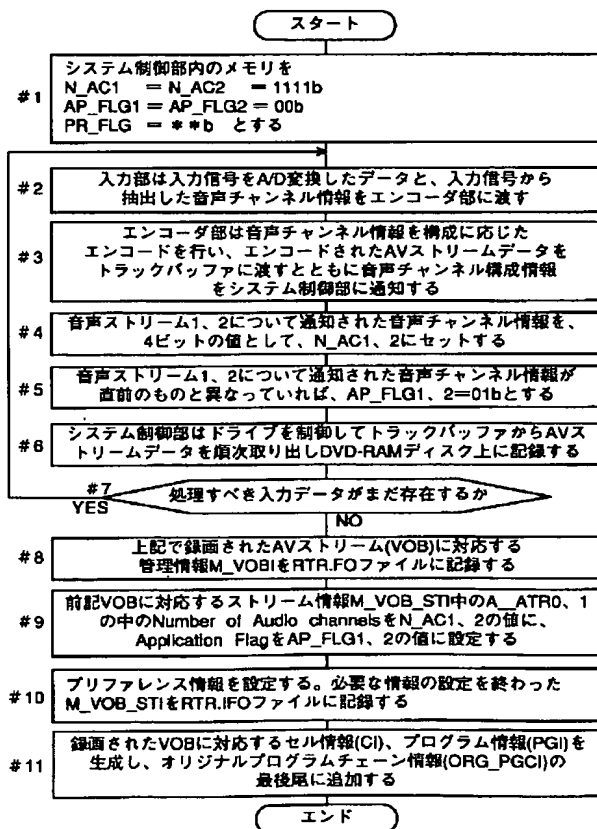 スタート
#1
システム制御部内のメモリを
N_AC1 =N_AC2 =1111b
AP_FLG1=AP_FLG2=00b
PR_FLG =**b とする
#2
入力部は入力信号をA/D変換したデータと、入力信号から
抽出した音声チャンネル情報をエンコーダ部に渡す
#3
エンコーダ部は音声チャンネル情報を構成に応じた
エンコードを行い、エンコードされたAVストリームデータを
トラックバッファに渡すとともに音声チャンネル構成情報
をシステム制御部に通知する
#4
音声ストリーム1、2について通知された音声チャンネル情報を、
4ビットの値として、N_AC1、2にセットする
#5
音声ストリーム1、2について通知された音声チャンネル情報が
直前のものと異なっていれば、AP_FLG1、2=01bとする
#6
システム制御部はドライブを制御してトラックバッファからAVス
トリームデータを順次取り出しDVD-RAMディスク上に記録する
#7
YES
処理すべき入力データがまだ存在するか
NO
#8
上記で録画されたAVストリーム(VOB)に対応する
管理情報M_VOBIをRTR.IFOファイルに記録する
#9
前記VOBに対応するストリーム情報M_VOB_STI中のA__ATR0、1
の中のNumber of Audio channelsをN_AC1、2の値に、
Application FlagをAP_FLG1、2の値に設定する
#10
プリファレンス情報を設定する。必要な情報の設定を終わった
M_VOB_STIをRTR.IFOファイルに記録する
#11
録画されたVOBに対応するセル情報(CI)、プログラム情報(PGI)を
生成し、オリジナルプログラムチェーン情報(ORG_PGCI)の
最後尾に追加する
エンド